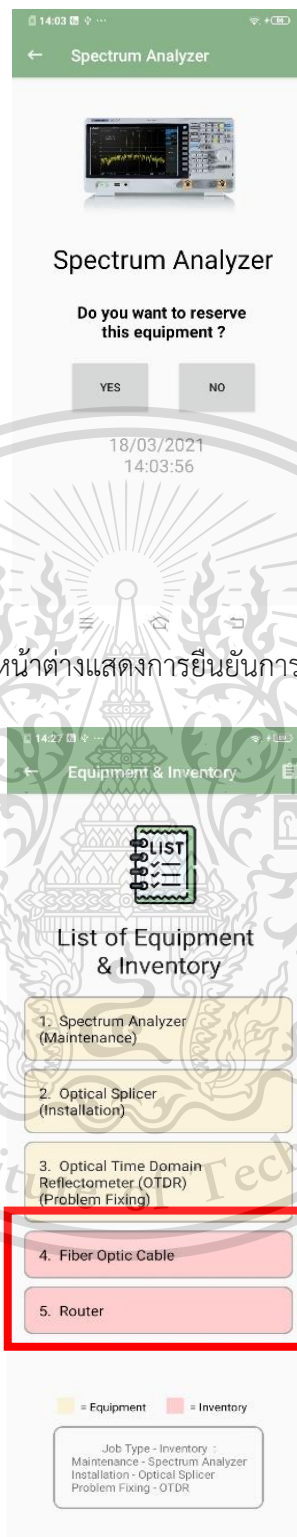 14:03
Spectrum Analyzer
Spectrum Analyzer
Do you want to reserve
this equipment ?
YES NO
18/03/2021
14:03:56
หน้าต่างแสดงการยืนยันการ
14:27
Equipment & Inventory
LIST
List of Equipment
& Inventory
1. Spectrum Analyzer
(Maintenance)
2. Optical Splicer
(Installation)
3. Optical Time Domain
Reflectometer (OTDR)
(Problem Fixing)
4. Fiber Optic Cable
5. Router
= Equipment = Inventory
Job Type - Inventory :
Maintenance - Spectrum Analyzer
Installation - Optical Splicer
Problem Fixing - OTDR